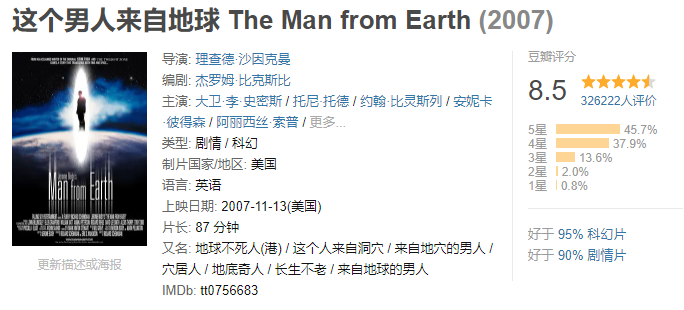 这个男人来自地球 The Man from Earth (2007)
Man from Earth
更新描述或海报
导演: 理查德·沙因克曼
编剧: 杰罗姆·比克斯比
主演: 大卫·李·史密斯 / 托尼·托德 / 约翰·比灵斯列 / 安妮卡
·彼得森 / 阿丽西丝·索普 / 更多...
类型: 剧情 / 科幻
制片国家/地区: 美国
语言: 英语
上映日期: 2007-11-13(美国)
片长: 87 分钟
又名: 地球不死人(港) / 这个人来自洞穴 / 来自地穴的男人 /
穴居人 / 地底奇人 / 长生不老 / 来自地球的男人
IMDb: tt0756683
豆瓣评分
8.5
326222人评价
5星 45.7%
4星 37.9%
3星 13.6%
2星 2.0%
1星 0.8%
好于 95% 科幻片
好于 90% 剧情片